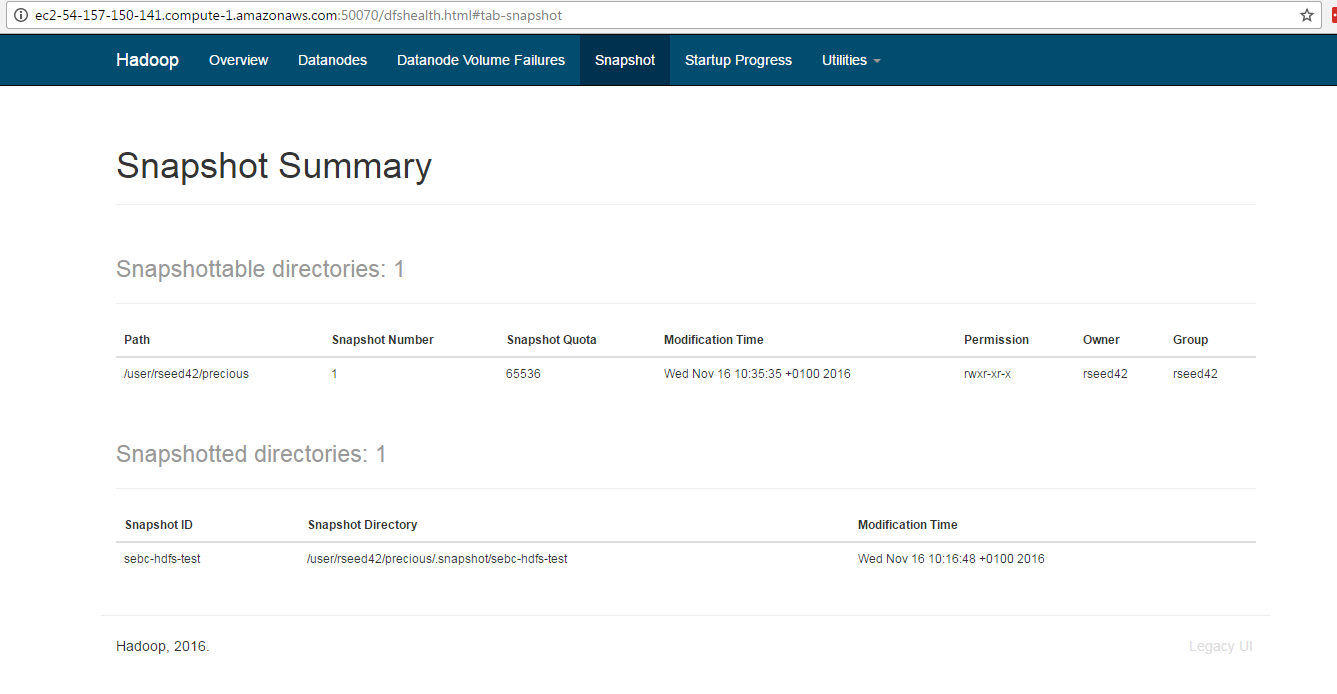 ec2-54-157-150-141.compute-1.amazonaws.com:50070/dfshealth.html#tab-snapshot
Hadoop Overview Datanodes Datanode Volume Failures Snapshot Startup Progress Utilities
Snapshot Summary
Snapshottable directories: 1
Path Snapshot Number Snapshot Quota Modification Time Permission Owner Group
/user/rseed42/precious 1 65536 Wed Nov 16 10:35:35 +0100 2016 rwxr-xr-x rseed42 rseed42
Snapshotted directories: 1
Snapshot ID Snapshot Directory Modification Time
sebc-hdfs-test /user/rseed42/precious/.snapshot/sebc-hdfs-test Wed Nov 16 10:16:48 +0100 2016
Hadoop, 2016. Legacy UI